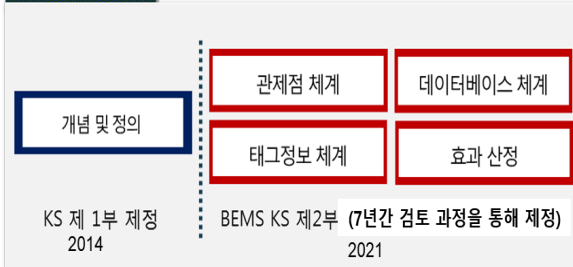 관제점 체계
데이터베이스 체계
개념 및 정의
태그정보 체계
효과 산정
KS 제 1부 제정
2014
BEMS KS 제2부 (7년간 검토 과정을 통해 제정)
2021